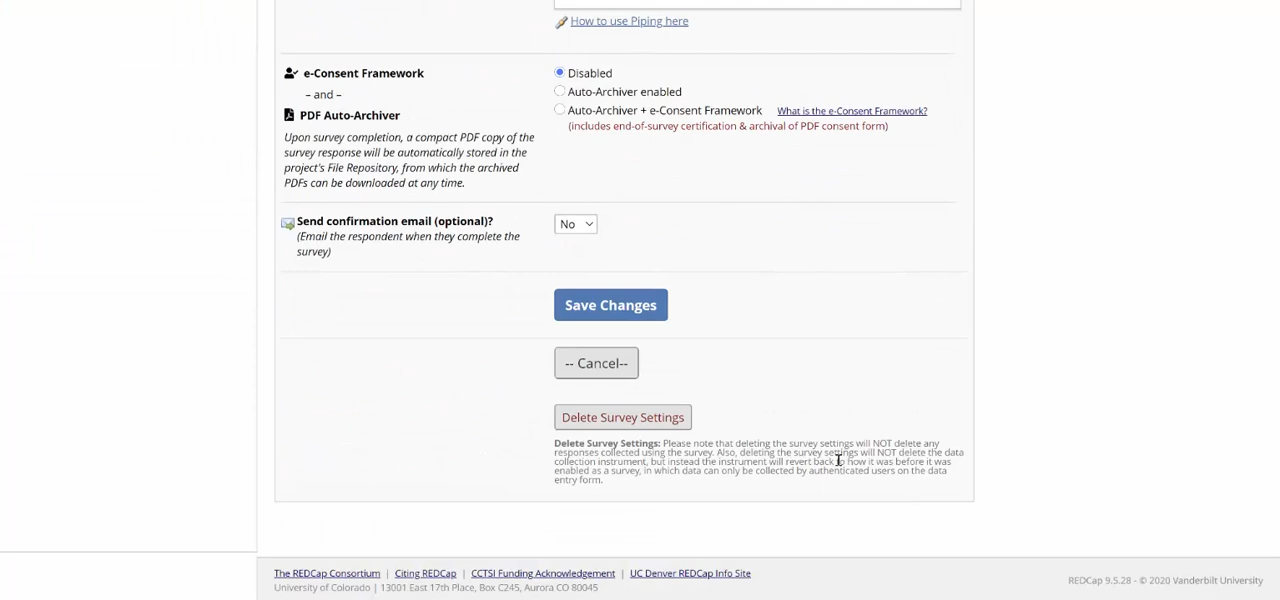 How to use Piping here
e-Consent Framework
– and –
PDF Auto-Archiver
Upon survey completion, a compact PDF copy of the
survey response will be automatically stored in the
project's File Repository, from which the archived
PDFs can be downloaded at any time.
Disabled
Auto-Archiver enabled
Auto-Archiver + e-Consent Framework What is the e-Consent Framework?
(includes end-of-survey certification & archival of PDF consent form)
Send confirmation email (optional)?
(Email the respondent when they complete the
survey)
No
Save Changes
-- Cancel--
Delete Survey Settings
Delete Survey Settings: Please note that deleting the survey settings will NOT delete any
responses collected using the survey. Also, deleting the survey settings will NOT delete the data
collection instrument, but instead the instrument will revert back to how it was before it was
enabled as a survey, in which data can only be collected by authenticated users on the data
entry form.
The REDCap Consortium | Citing REDCap | CCTSI Funding Acknowledgement | UC Denver REDCap Info Site
University of Colorado | 13001 East 17th Place, Box C245, Aurora CO 80045
REDCap 9.5.28 - © 2020 Vanderbilt University